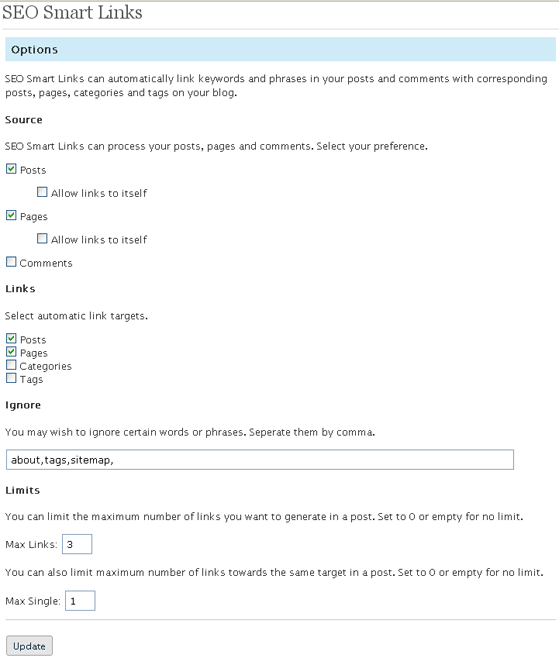 SEO Smart Links
Options
SEO Smart Links can automatically link keywords and phrases in your posts and comments with corresponding
posts, pages, categories and tags on your blog.
Source
SEO Smart Links can process your posts, pages and comments. Select your preference.
Posts
Allow links to itself
Pages
Allow links to itself
Comments
Links
Select automatic link targets.
Posts
Pages
Categories
Tags
Ignore
You may wish to ignore certain words or phrases. Seperate them by comma.
about,tags,sitemap,
Limits
You can limit the maximum number of links you want to generate in a post. Set to 0 or empty for no limit.
Max Links: 3
You can also limit maximum number of links towards the same target in a post. Set to 0 or empty for no limit.
Max Single: 1
Update